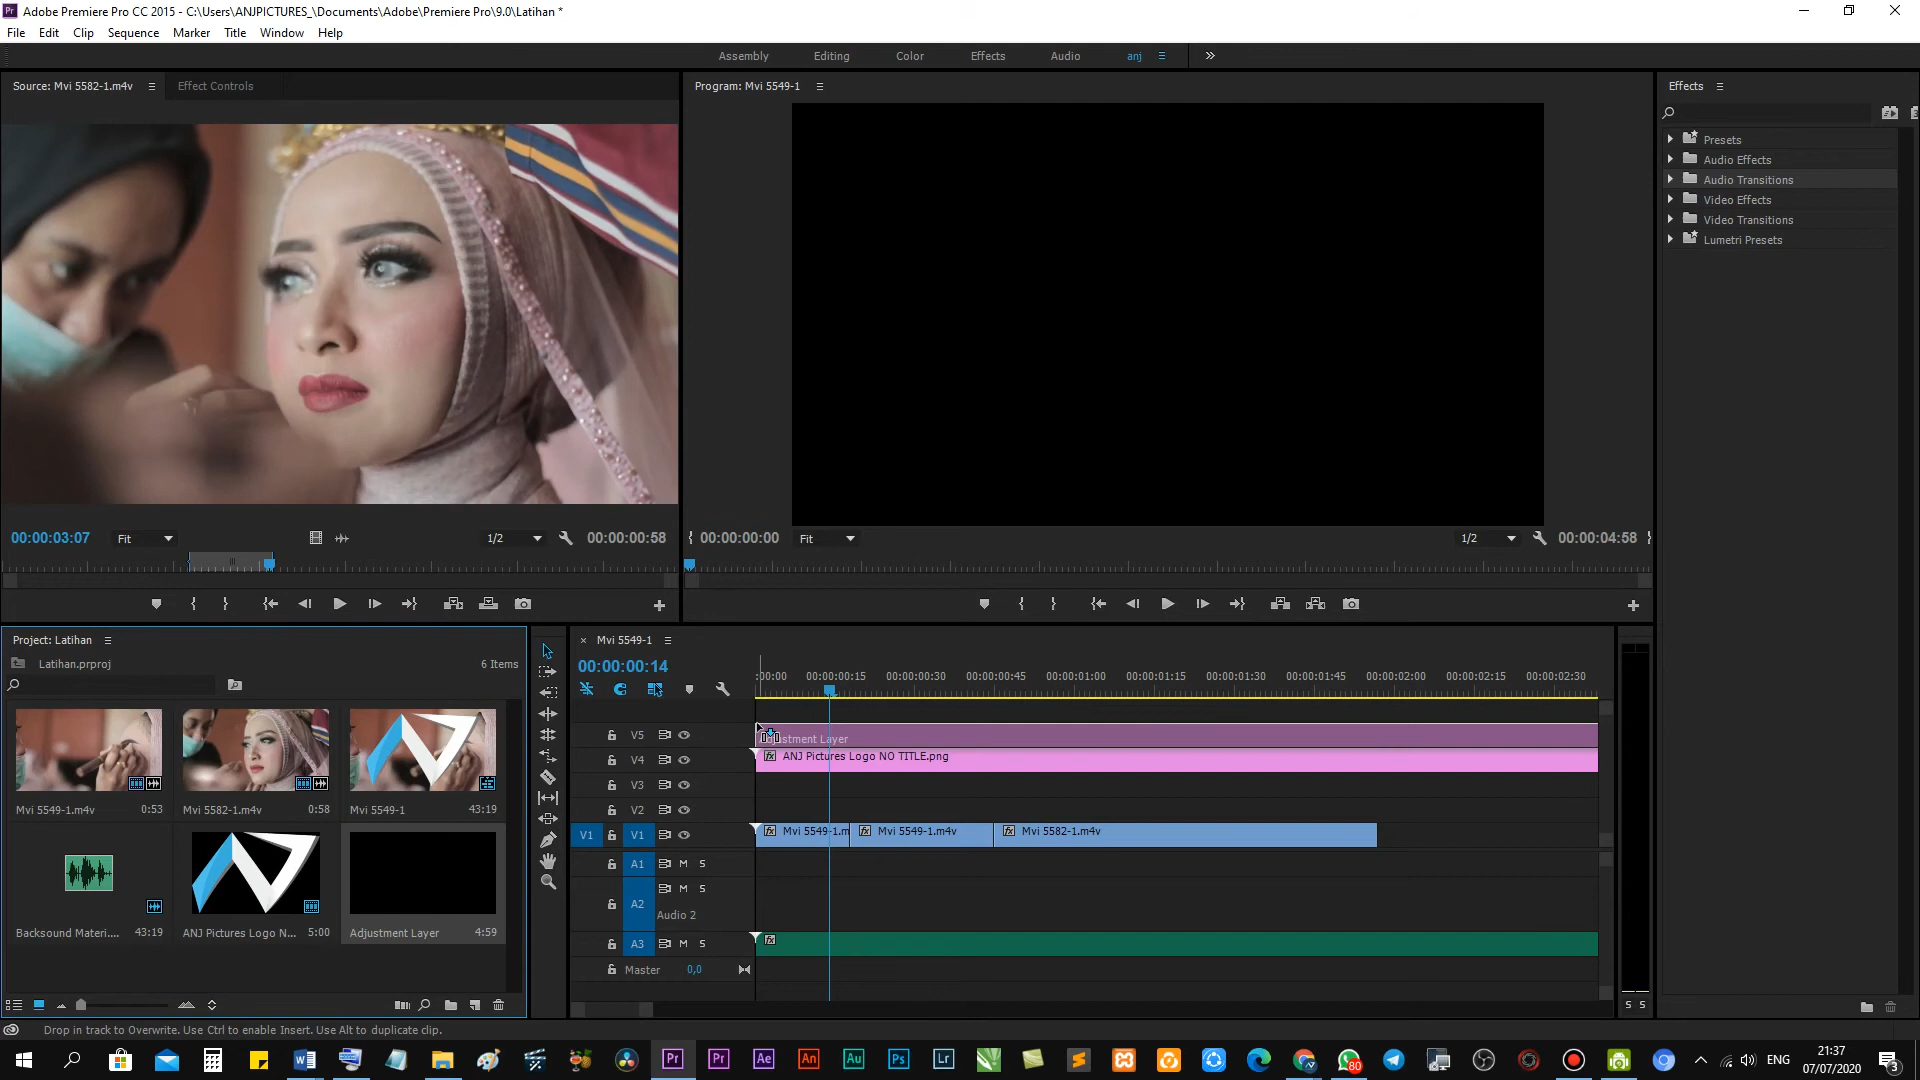 Adobe Premiere Pro CC 2015 - C:\Users\ANJPICTURES_\Documents\Adobe\Premiere Pro\9.0\Latihan *
File Edit Clip Sequence Marker Title Window Help
Assembly Editing Color Effects Audio anj
Source: Mvi 5582-1.m4v Effect Controls
Program: Mvi 5549-1
Effects
Presets
Audio Effects
Audio Transitions
Video Effects
Video Transitions
Lumetri Presets
00:00:03:07 Fit 1/2 00:00:00:58
00:00:00:00 Fit 1/2 00:00:04:58
Project: Latihan
Latihan.prproj 6 Items
Mvi 5549-1.m4v 0:53
Mvi 5582-1.m4v 0:58
Mvi 5549-1 43:19
Backsound Materi.... 43:19
ANJ Pictures Logo N... 5:00
Adjustment Layer 4:59
Mvi 5549-1
00:00:00:14
:00:00 00:00:00:15 00:00:00:30 00:00:00:45 00:00:01:00 00:00:01:15 00:00:01:30 00:00:01:45 00:00:02:00 00:00:02:15 00:00:02:30
V5 stment Layer
V4 ANJ Pictures Logo NO TITLE.png
V3
V2
V1 V1 Mvi 5549-1.m Mvi 5549-1.m4v Mvi 5582-1.m4v
A1 M S
A2 M S
Audio 2
A3 M S
Master 0,0
S S
Drop in track to Overwrite. Use Ctrl to enable Insert. Use Alt to duplicate clip.
Pr Pr Ae An Au Ps Lr
80
ENG
21:37
07/07/2020
3